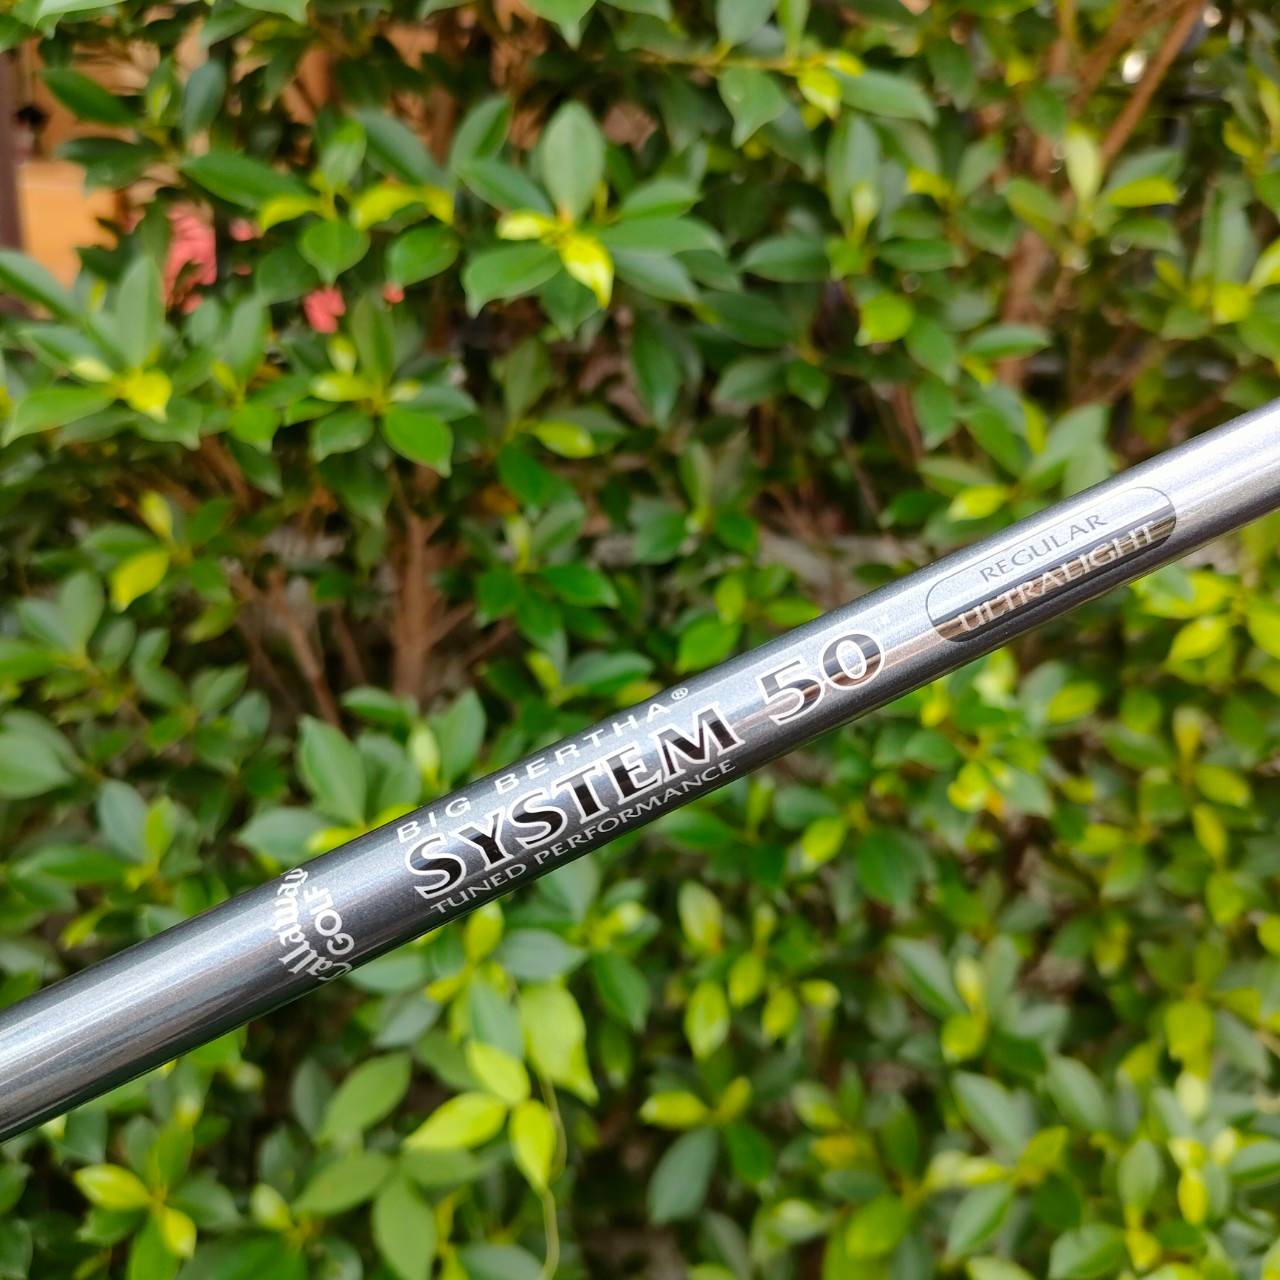 Callaway
GOLF
BIG BERTHA®
SYSTEM 50™
TUNED PERFORMANCE
REGULAR
ULTRALIGHT